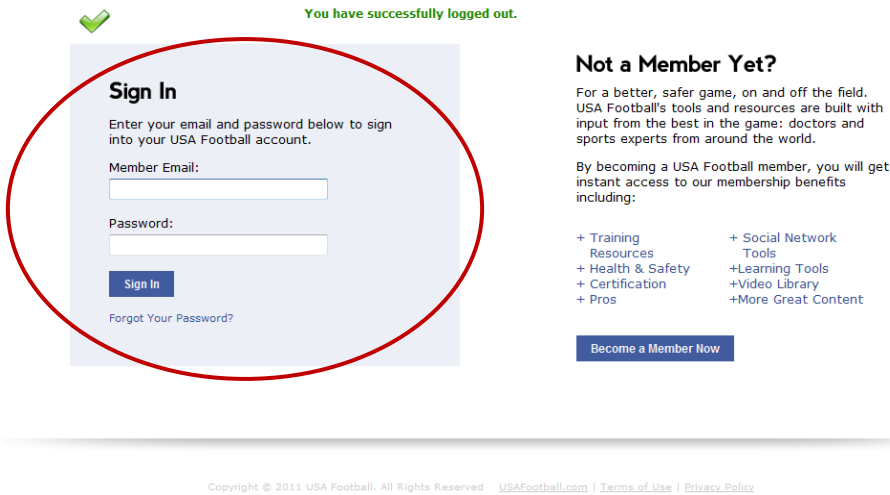 You have successfully logged out.
Sign In
Enter your email and password below to sign
into your USA Football account.
Member Email:
Password:
Sign In
Forgot Your Password?
Not a Member Yet?
For a better, safer game, on and off the field.
USA Football's tools and resources are built with
input from the best in the game: doctors and
sports experts from around the world.
By becoming a USA Football member, you will get
instant access to our membership benefits
including:
+ Training
Resources
+ Health & Safety
+ Certification
+ Pros
+ Social Network
Tools
+Learning Tools
+Video Library
+More Great Content
Become a Member Now
Copyright © 2011 USA Football. All Rights Reserved USAFootball.com | Terms of Use | Privacy Policy